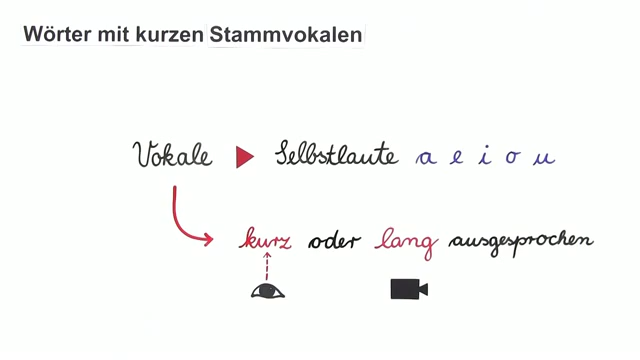 Wörter mit kurzen Stammvokalen
Vokale Selbstlaute a e i o u
kurz oder lang ausgesprochen